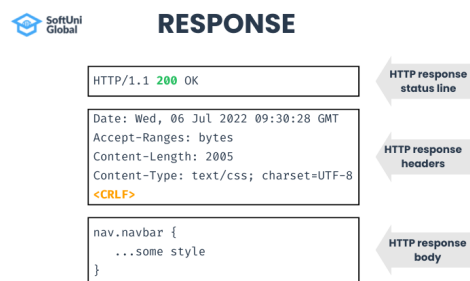 SoftUni
Global
RESPONSE
HTTP/1.1 200 OK
HTTP response
status line
Date: Wed, 06 Jul 2022 09:30:28 GMT
Accept-Ranges: bytes
Content-Length: 2005
Content-Type: text/css; charset=UTF-8
<CRLF>
HTTP response
headers
nav.navbar {
...some style
}
HTTP response
body